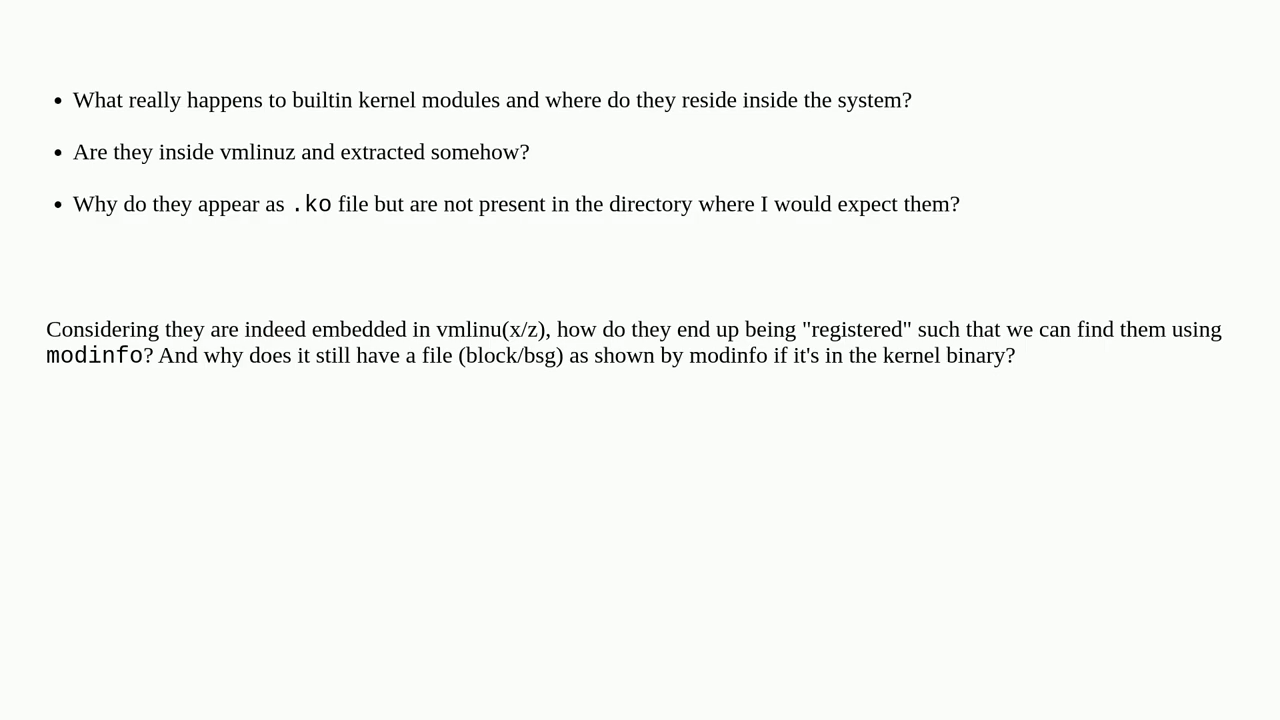 • What really happens to builtin kernel modules and where do they reside inside the system?
• Are they inside vmlinuz and extracted somehow?
• Why do they appear as .ko file but are not present in the directory where I would expect them?
Considering they are indeed embedded in vmlinu(x/z), how do they end up being "registered" such that we can find them using
modinfo? And why does it still have a file (block/bsg) as shown by modinfo if it's in the kernel binary?